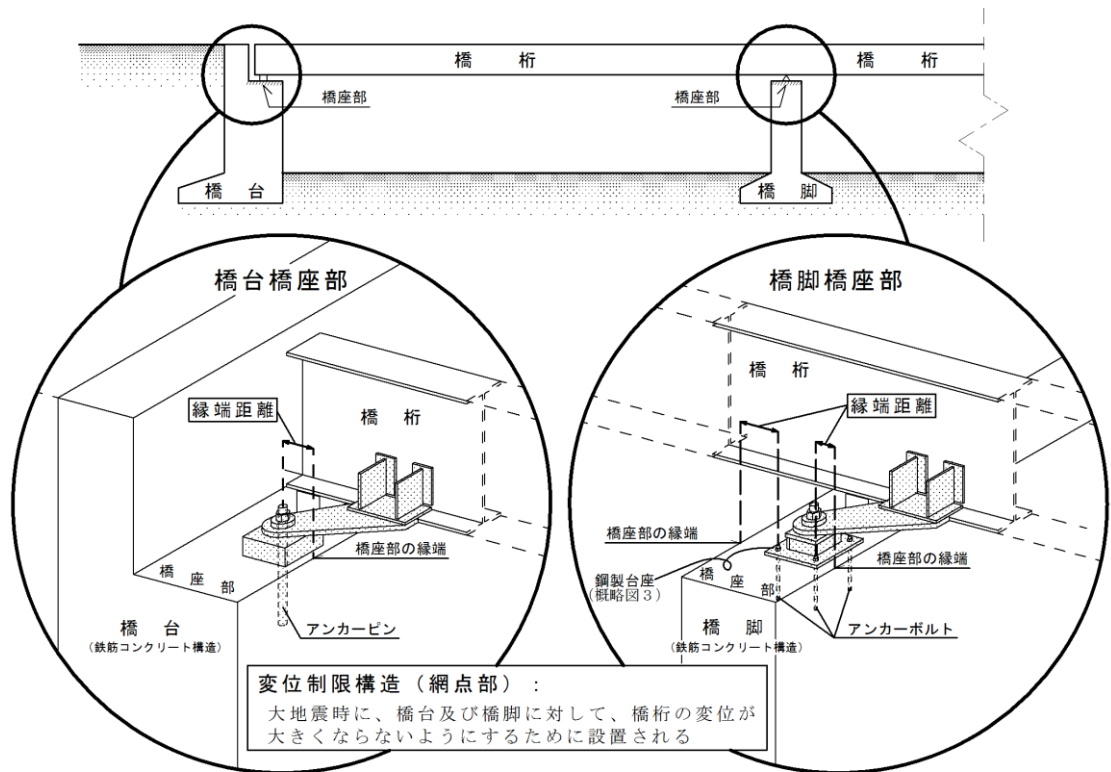 橋桁
橋桁
橋座部
橋座部
橋台
橋脚
橋台橋座部
縁端距離
橋桁
橋座部の縁端
橋座部
アンカーピン
橋台
(鉄筋コンクリート構造)
橋脚橋座部
橋桁
縁端距離
橋座部の縁端
橋座部の縁端
鋼製台座
(概略図3)
橋座部
アンカーボルト
橋脚
(鉄筋コンクリート構造)
変位制限構造(網点部):
大地震時に、橋台及び橋脚に対して、橋桁の変位が
大きくならないようにするために設置される